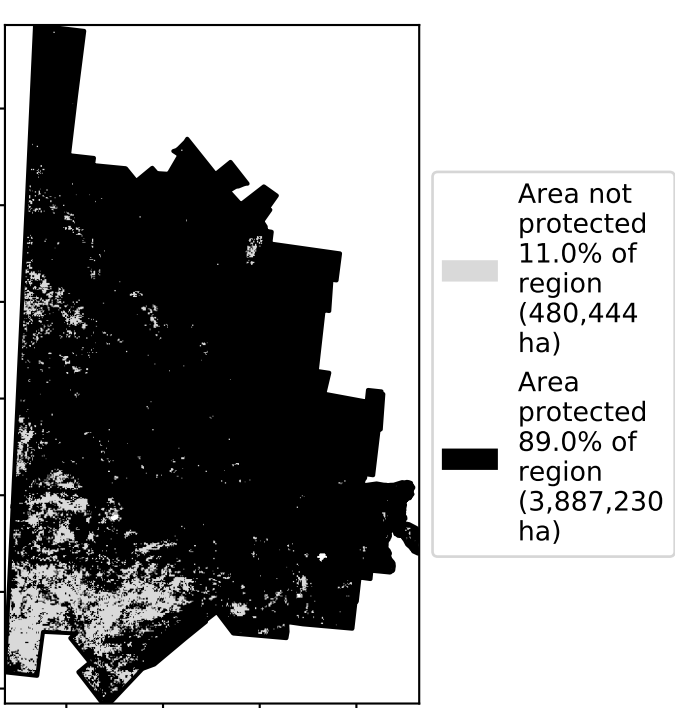 Area not
protected
11.0% of
region
(480,444
ha)
Area
protected
89.0% of
region
(3,887,230
ha)